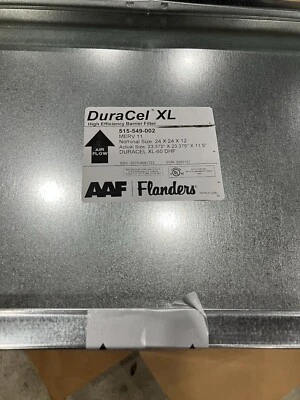 DuraCel XL
High Efficiency Barrier Filter
515-549-002
MERV 11
Nominal Size: 24 X 24 X 12
Actual Size: 23.375" X 23.375" X 11.5"
DURACEL XL-60 DHF
AIR
FLOW
AAF Flanders